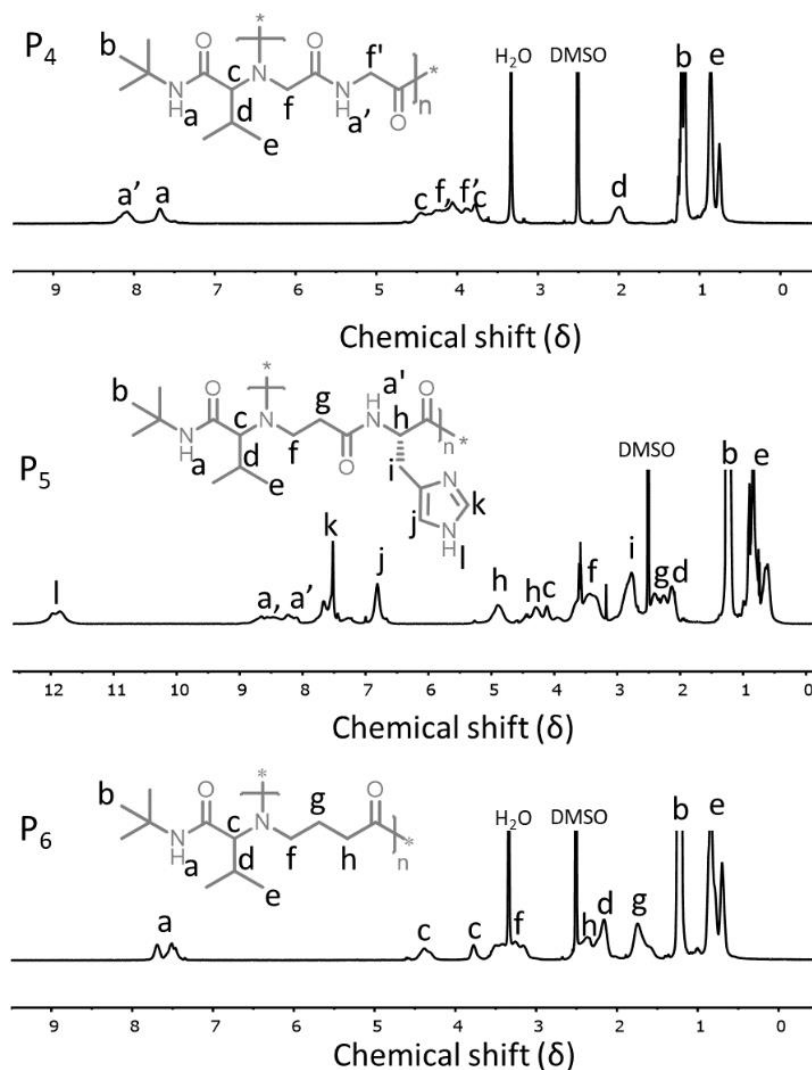 P4
b
O
O
*
f'
*
N
N
H
a
c
d
e
f
N
H
a'
O
n
H2O
DMSO
b
e
a'
a
c
f,
f'
c
d
9
8
7
6
5
4
3
2
1
0
Chemical shift (δ)
P5
b
O
*
g
a'
H
N
O
N
H
a
c
N
d
e
f
O
h
n
*
i
N
k
j
N
H
l
DMSO
b
e
l
a,
a'
k
j
h
h
c
f
i
g
d
12
11
10
9
8
7
6
5
4
3
2
1
0
Chemical shift (δ)
P6
b
O
*
g
O
N
H
a
c
N
d
e
f
h
n
*
H2O
DMSO
b
e
a
c
c
f
h
d
g
9
8
7
6
5
4
3
2
1
0
Chemical shift (δ)